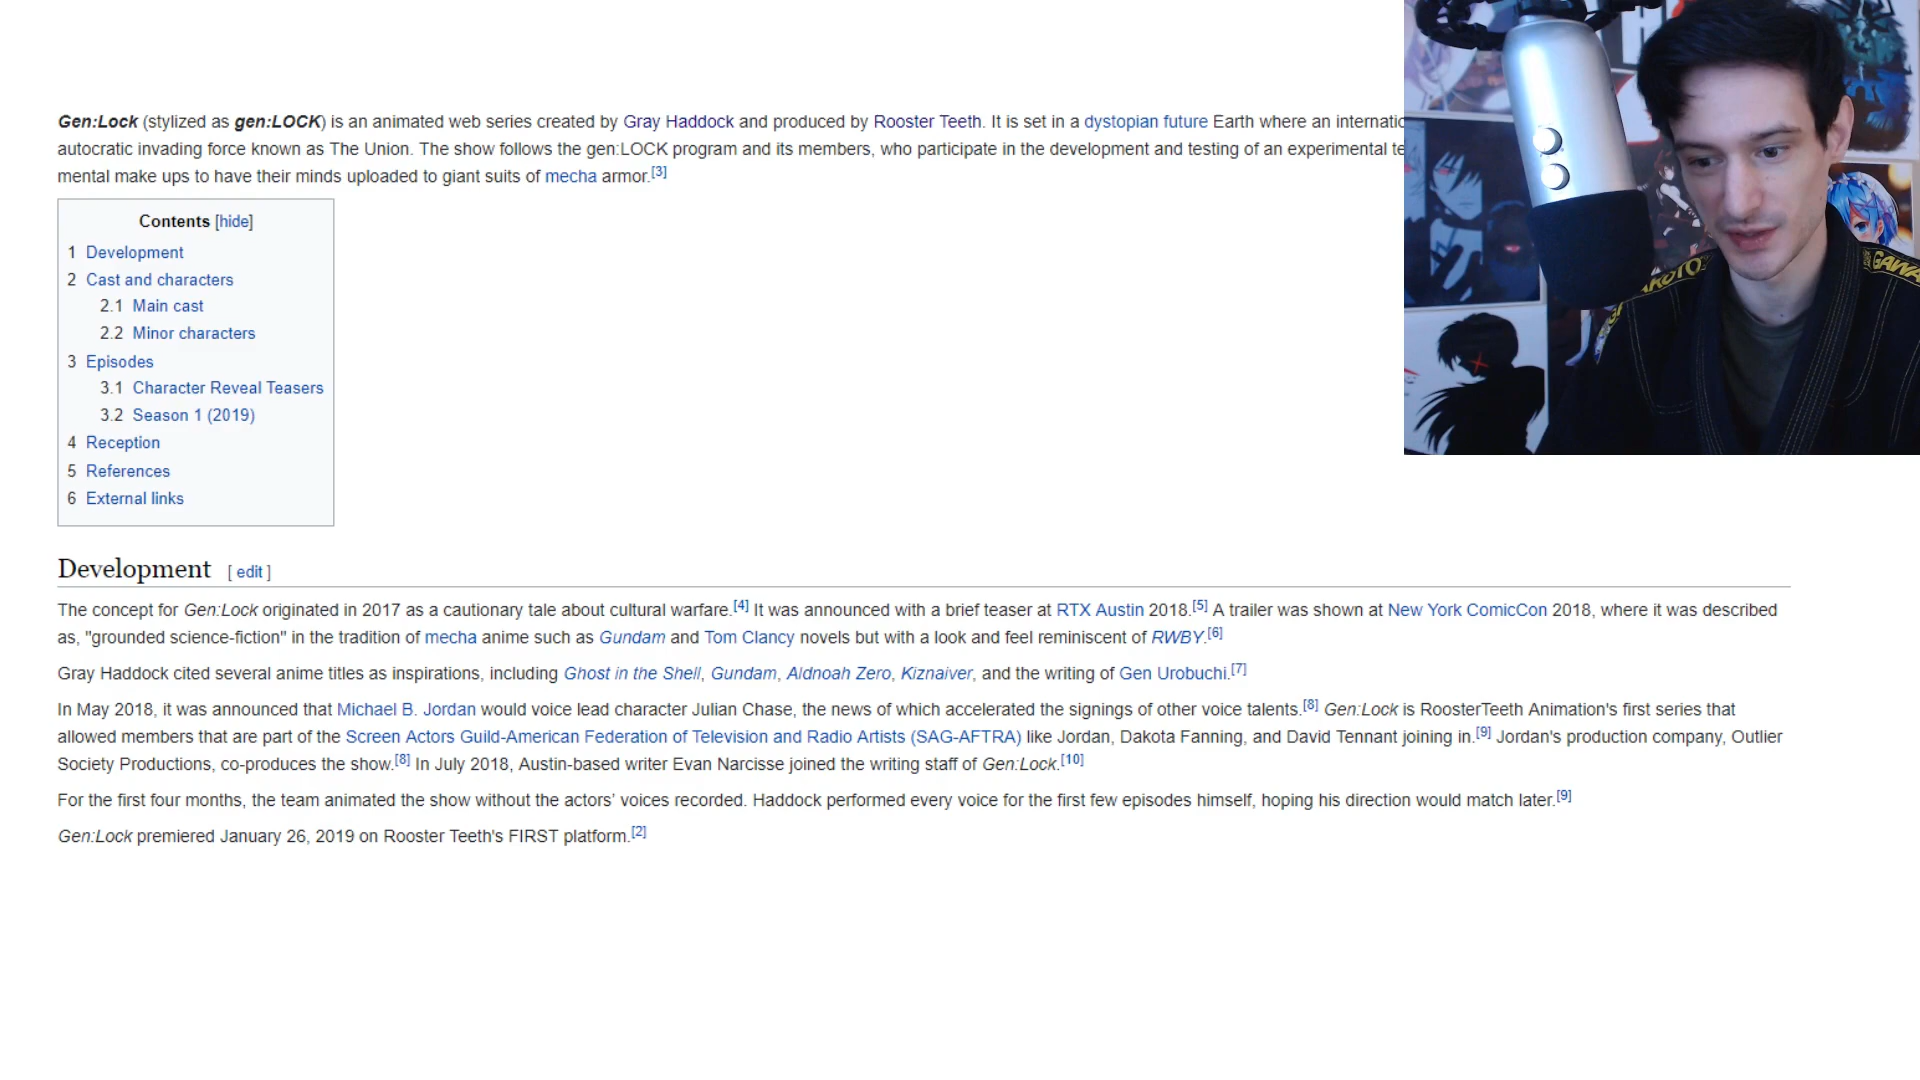 Gen:Lock (stylized as gen:LOCK) is an animated web series created by Gray Haddock and produced by Rooster Teeth. It is set in a dystopian future Earth where an
autocratic invading force known as The Union. The show follows the gen:LOCK program and its members, who participate in the development and testing of an experimental
mental make ups to have their minds uploaded to giant suits of mecha armor.[3]
Contents [hide]
1 Development
2 Cast and characters
2.1 Main cast
2.2 Minor characters
3 Episodes
3.1 Character Reveal Teasers
3.2 Season 1 (2019)
4 Reception
5 References
6 External links
Development [ edit ]
The concept for Gen:Lock originated in 2017 as a cautionary tale about cultural warfare.[4] It was announced with a brief teaser at RTX Austin 2018.[5] A trailer was shown at New York ComicCon 2018, where it was described
as, "grounded science-fiction" in the tradition of mecha anime such as Gundam and Tom Clancy novels but with a look and feel reminiscent of RWBY.[6]
Gray Haddock cited several anime titles as inspirations, including Ghost in the Shell, Gundam, Aldnoah Zero, Kiznaiver, and the writing of Gen Urobuchi.[7]
In May 2018, it was announced that Michael B. Jordan would voice lead character Julian Chase, the news of which accelerated the signings of other voice talents.[8] Gen:Lock is RoosterTeeth Animation's first series that
allowed members that are part of the Screen Actors Guild-American Federation of Television and Radio Artists (SAG-AFTRA) like Jordan, Dakota Fanning, and David Tennant joining in.[9] Jordan's production company, Outlier
Society Productions, co-produces the show.[8] In July 2018, Austin-based writer Evan Narcisse joined the writing staff of Gen:Lock.[10]
For the first four months, the team animated the show without the actors' voices recorded. Haddock performed every voice for the first few episodes himself, hoping his direction would match later.[9]
Gen:Lock premiered January 26, 2019 on Rooster Teeth's FIRST platform.[2]